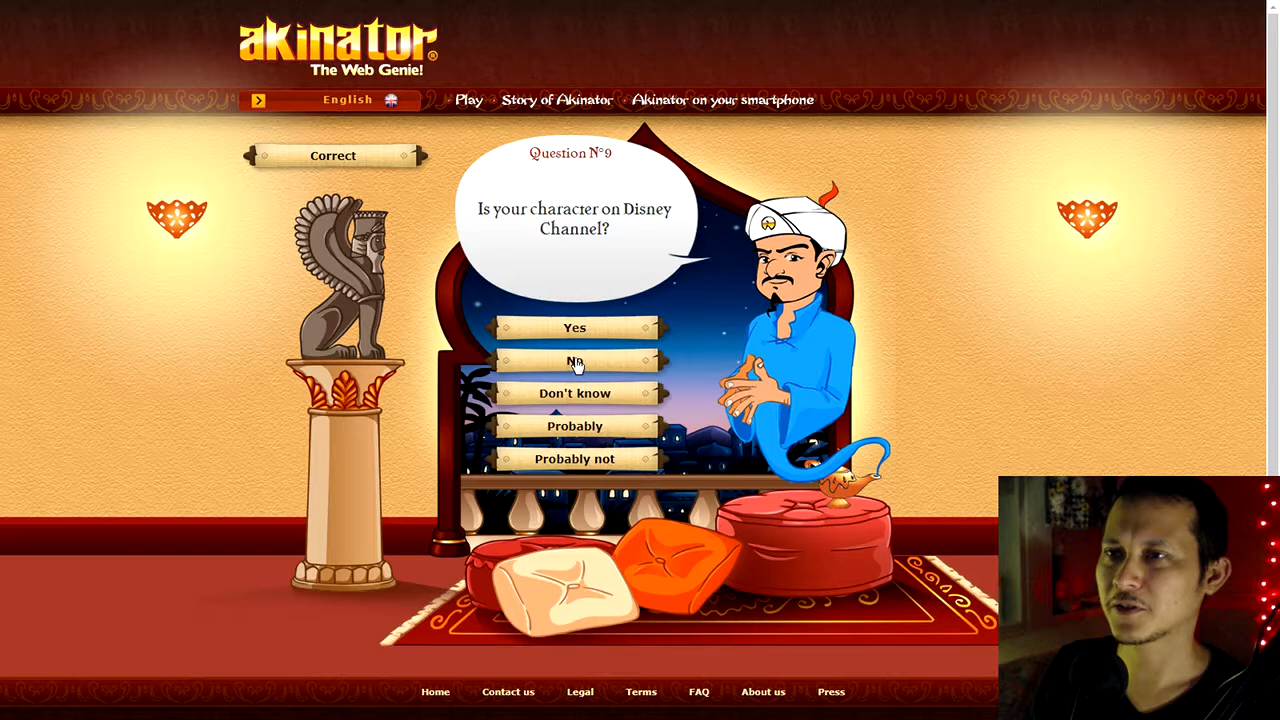 akinator®
The Web Genie!
English
Play
Story of Akinator
Akinator on your smartphone
Correct
Question N°9
Is your character on Disney
Channel?
Yes
No
Don't know
Probably
Probably not
Home
Contact us
Legal
Terms
FAQ
About us
Press